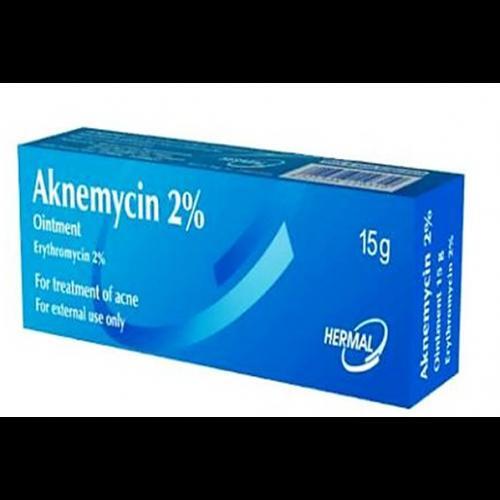 Aknemycin 2%
Ointment
Erythromycin 2%
15g
For treatment of acne
For external use only
HERMAL
Aknemycin 2%
Ointment 15 g
Erythromycin 2%